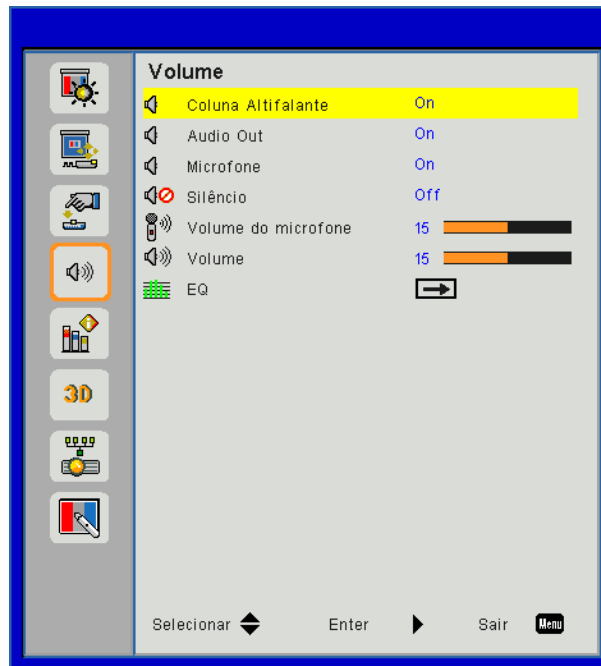 Volume
Coluna Altifalante On
Audio Out On
Microfone On
Silêncio Off
Volume do microfone 15
Volume 15
EQ
3D
Selecionar Enter Sair Menu